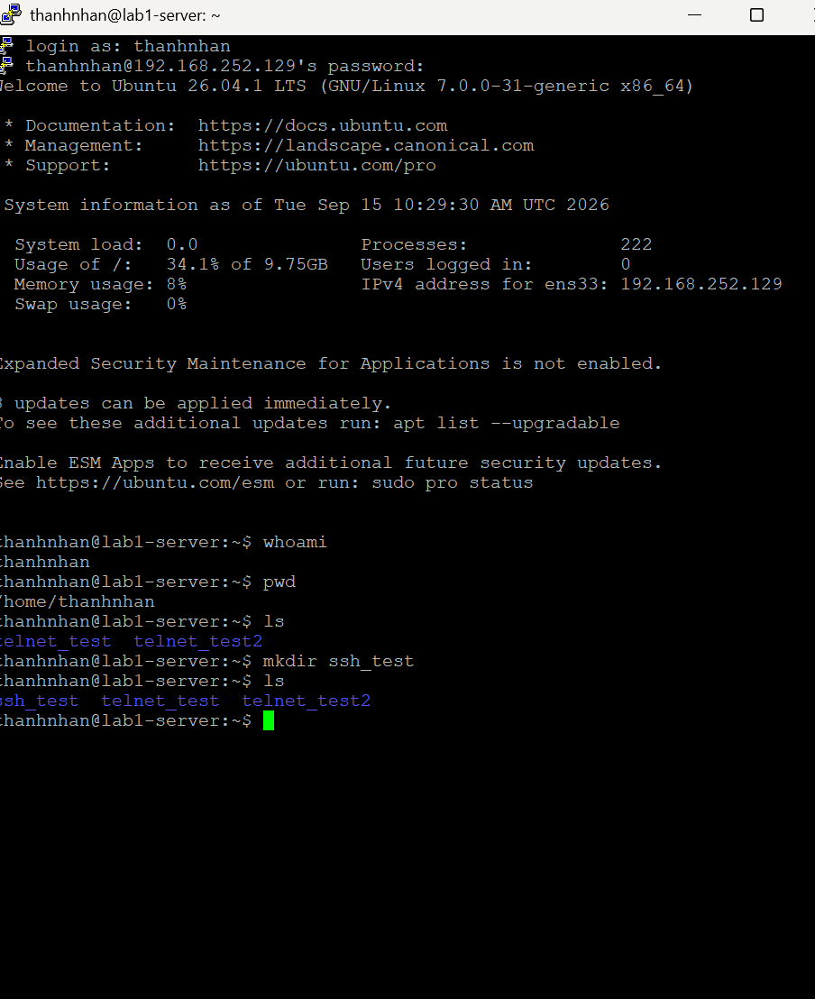 thanhnhan@lab1-server: ~
login as: thanhnhan
thanhnhan@192.168.252.129's password:
Welcome to Ubuntu 26.04.1 LTS (GNU/Linux 7.0.0-31-generic x86_64)
* Documentation: https://docs.ubuntu.com
* Management: https://landscape.canonical.com
* Support: https://ubuntu.com/pro
System information as of Tue Sep 15 10:29:30 AM UTC 2026
System load: 0.0 Processes: 222
Usage of /: 34.1% of 9.75GB Users logged in: 0
Memory usage: 8% IPv4 address for ens33: 192.168.252.129
Swap usage: 0%
Expanded Security Maintenance for Applications is not enabled.
updates can be applied immediately.
To see these additional updates run: apt list --upgradable
Enable ESM Apps to receive additional future security updates.
See https://ubuntu.com/esm or run: sudo pro status
thanhnhan@lab1-server:~$ whoami
thanhnhan
thanhnhan@lab1-server:~$ pwd
/home/thanhnhan
thanhnhan@lab1-server:~$ ls
telnet_test telnet_test2
thanhnhan@lab1-server:~$ mkdir ssh_test
thanhnhan@lab1-server:~$ ls
ssh_test telnet_test telnet_test2
thanhnhan@lab1-server:~$